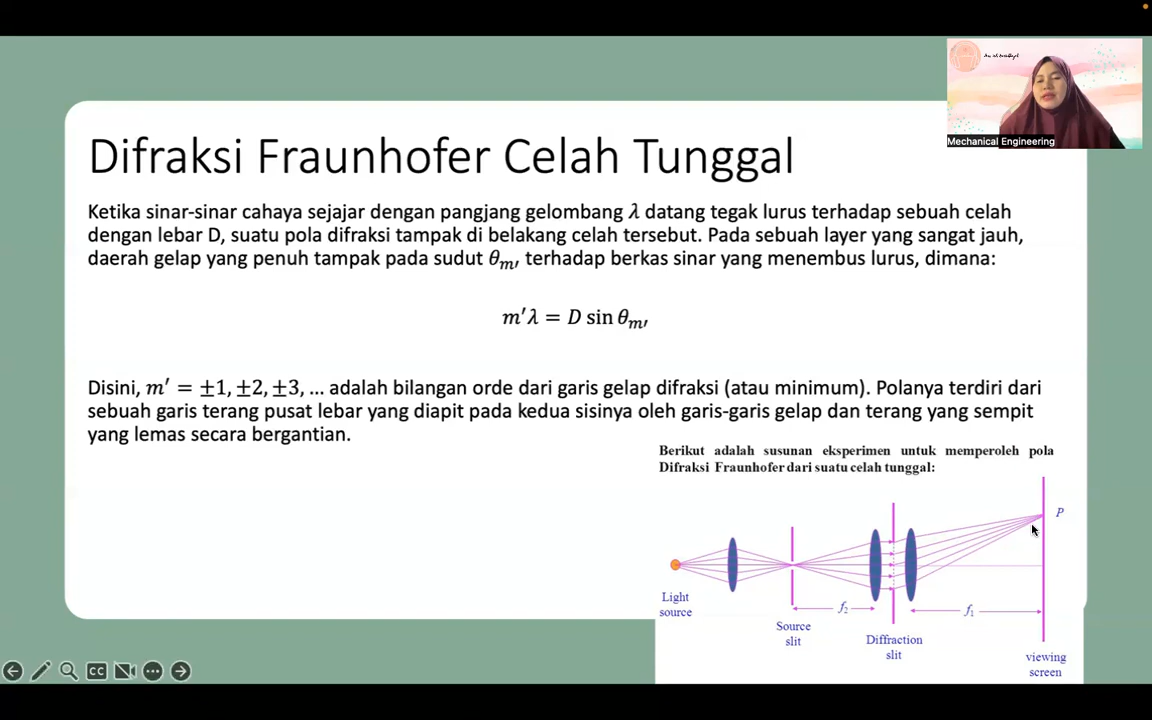 Mechanical Engineering
Difraksi Fraunhofer Celah Tunggal
Ketika sinar-sinar cahaya sejajar dengan pangjang gelombang λ datang tegak lurus terhadap sebuah celah
dengan lebar D, suatu pola difraksi tampak di belakang celah tersebut. Pada sebuah layer yang sangat jauh,
daerah gelap yang penuh tampak pada sudut θm′ terhadap berkas sinar yang menembus lurus, dimana:
m′λ = D sin θm′
Disini, m′ = ±1, ±2, ±3, … adalah bilangan orde dari garis gelap difraksi (atau minimum). Polanya terdiri dari
sebuah garis terang pusat lebar yang diapit pada kedua sisinya oleh garis-garis gelap dan terang yang sempit
yang lemas secara bergantian.
Berikut adalah susunan eksperimen untuk memperoleh pola
Difraksi Fraunhofer dari suatu celah tunggal:
P
Light
source
f2
f1
Source
slit
Diffraction
slit
viewing
screen
CC